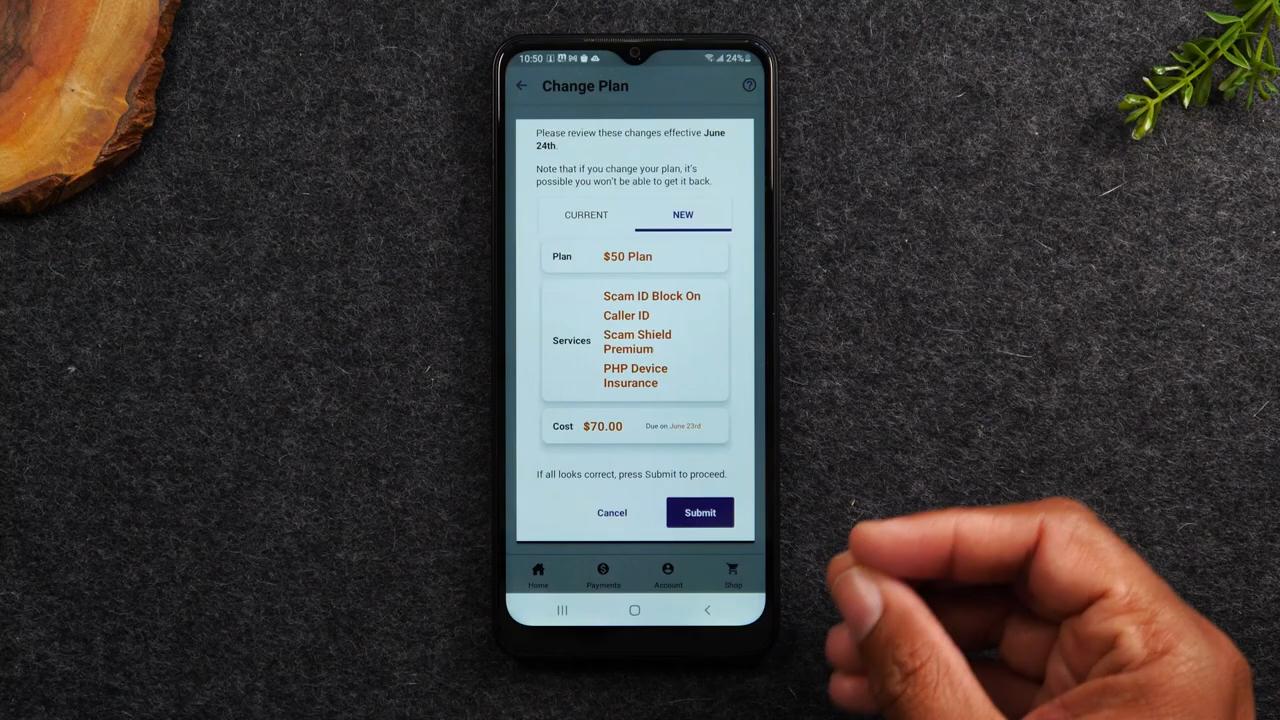 10:50
24%
Change Plan
Please review these changes effective June
24th.
Note that if you change your plan, it's
possible you won't be able to get it back.
CURRENT NEW
Plan $50 Plan
Scam ID Block On
Caller ID
Services Scam Shield
Premium
PHP Device
Insurance
Cost $70.00 Due on June 23rd
If all looks correct, press Submit to proceed.
Cancel Submit
Home Payments Account Shop